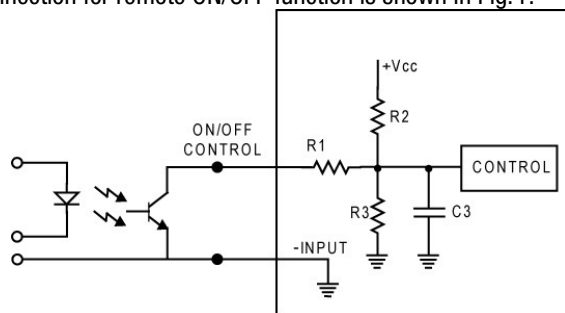 nnection for remote ON/OFF function is shown in Fig.1.
+Vcc
R2
ON/OFF
CONTROL
R1
CONTROL
R3
C3
-INPUT